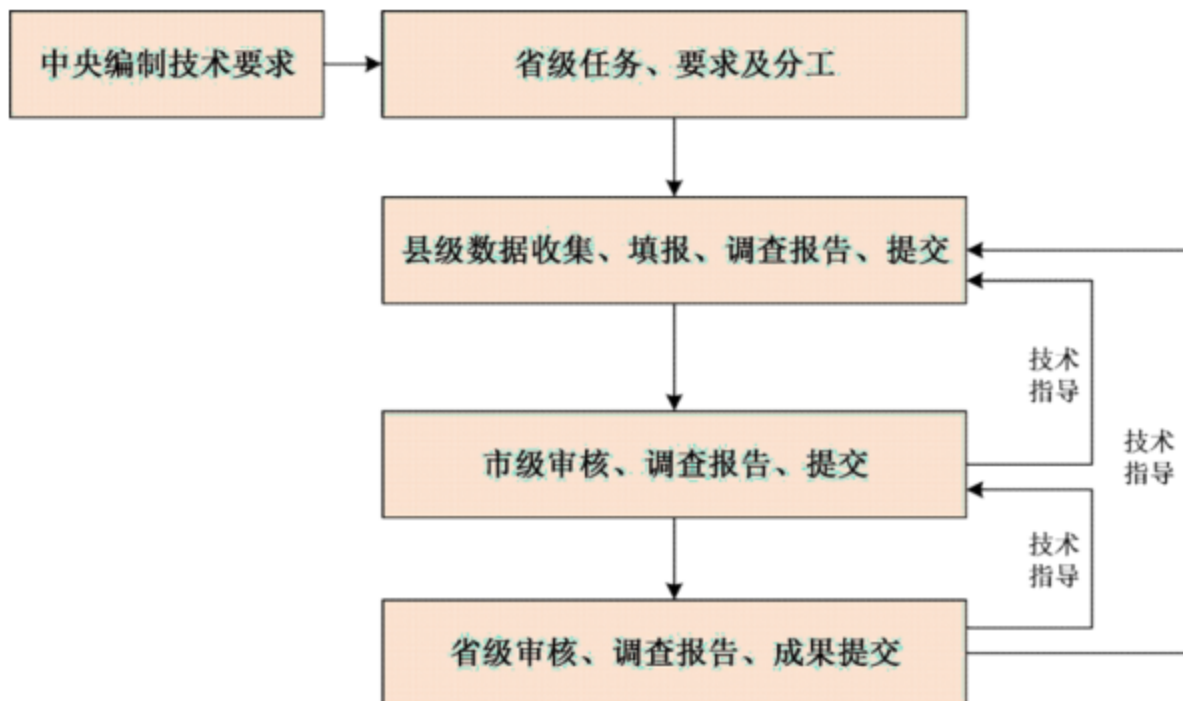 中央编制技术要求
省级任务、要求及分工
县级数据收集、填报、调查报告、提交
技术
指导
技术
指导
市级审核、调查报告、提交
技术
指导
省级审核、调查报告、成果提交